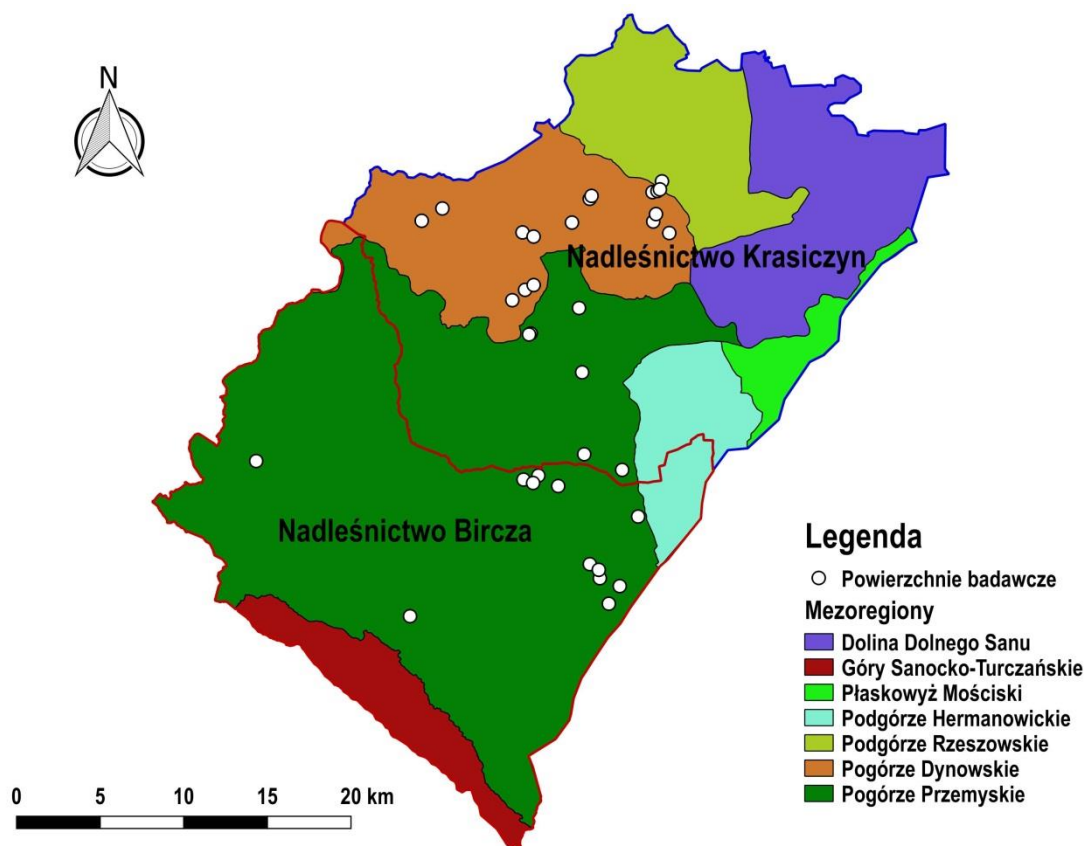 N
Nadleśnictwo Krasiczyn
Nadleśnictwo Bircza
Legenda
Powierzchnie badawcze
Mezoregiony
Dolina Dolnego Sanu
Góry Sanocko-Turczańskie
Płaskowyż Mościski
Podgórze Hermanowickie
Podgórze Rzeszowskie
Pogórze Dynowskie
Pogórze Przemyskie
0 5 10 15 20 km